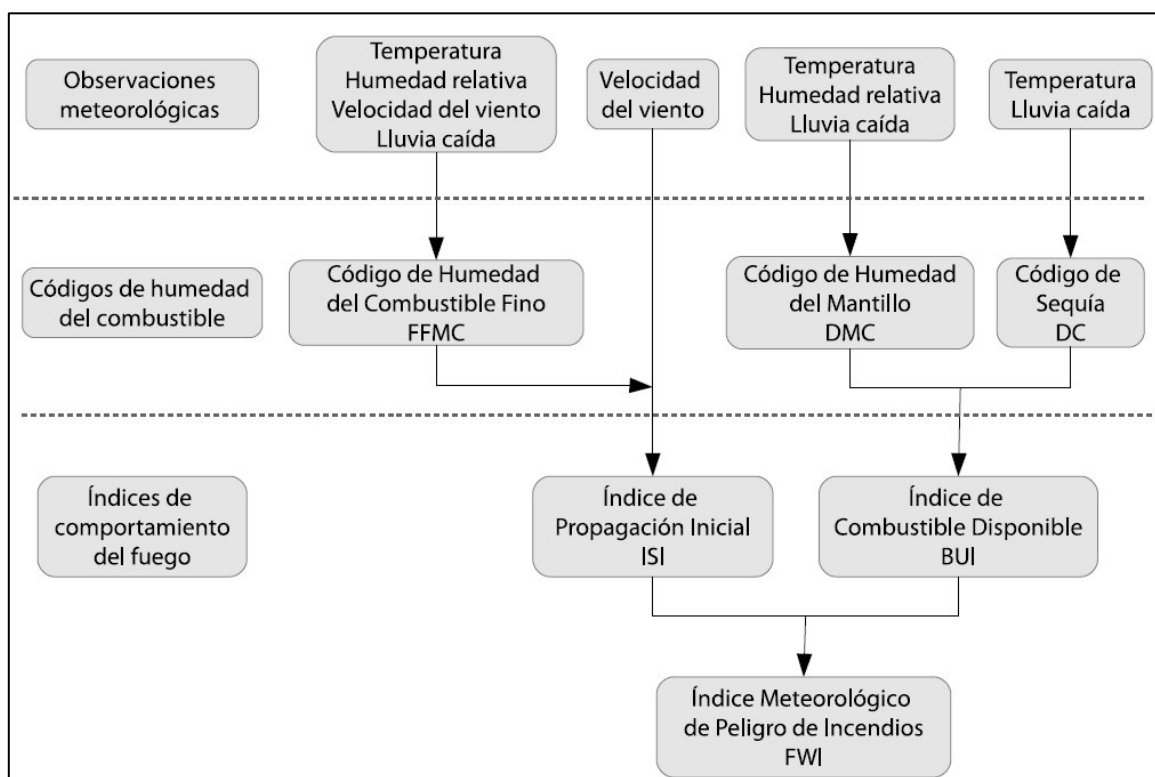 Observaciones
meteorológicas
Temperatura
Humedad relativa
Velocidad del viento
Lluvia caída
Velocidad
del viento
Temperatura
Humedad relativa
Lluvia caída
Temperatura
Lluvia caída
Códigos de humedad
del combustible
Código de Humedad
del Combustible Fino
FFMC
Código de Humedad
del Mantillo
DMC
Código de
Sequía
DC
Índices de
comportamiento
del fuego
Índice de
Propagación Inicial
ISI
Índice de
Combustible Disponible
BUI
Índice Meteorológico
de Peligro de Incendios
FWI